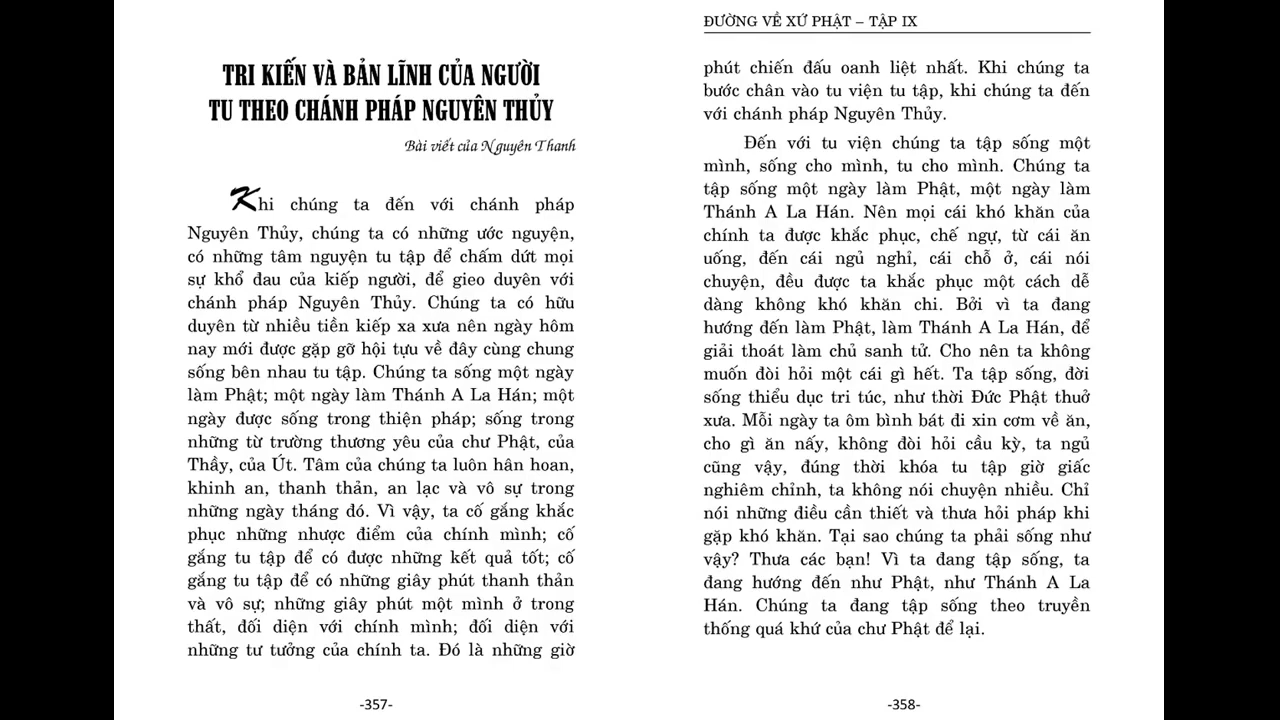 TRI KIẾN VÀ BẢN LĨNH CỦA NGƯỜI
TU THEO CHÁNH PHÁP NGUYÊN THỦY
Bài viết của Nguyên Thanh
Khi chúng ta đến với chánh pháp
Nguyên Thủy, chúng ta có những ước nguyện,
có những tâm nguyện tu tập để chấm dứt mọi
sự khổ đau của kiếp người, để gieo duyên với
chánh pháp Nguyên Thủy. Chúng ta có hữu
duyên từ nhiều tiền kiếp xa xưa nên ngày hôm
nay mới được gặp gỡ hội tựu về đây cùng chung
sống bên nhau tu tập. Chúng ta sống một ngày
làm Phật; một ngày làm Thánh A La Hán; một
ngày được sống trong thiện pháp; sống trong
những từ trường thương yêu của chư Phật, của
Thầy, của Út. Tâm của chúng ta luôn hân hoan,
khinh an, thanh thản, an lạc và vô sự trong
những ngày tháng đó. Vì vậy, ta cố gắng khắc
phục những nhược điểm của chính mình; cố
gắng tu tập để có được những kết quả tốt; cố
gắng tu tập để có những giây phút thanh thản
và vô sự; những giây phút một mình ở trong
thất, đối diện với chính mình; đối diện với
những tư tưởng của chính ta. Đó là những giờ
-357-
ĐƯỜNG VỀ XỨ PHẬT – TẬP IX
phút chiến đấu oanh liệt nhất. Khi chúng ta
bước chân vào tu viện tu tập, khi chúng ta đến
với chánh pháp Nguyên Thủy.
Đến với tu viện chúng ta tập sống một
mình, sống cho mình, tu cho mình. Chúng ta
tập sống một ngày làm Phật, một ngày làm
Thánh A La Hán. Nên mọi cái khó khăn của
chính ta được khắc phục, chế ngự, từ cái ăn
uống, đến cái ngủ nghỉ, cái chỗ ở, cái nói
chuyện, đều được ta khắc phục một cách dễ
dàng không khó khăn chi. Bởi vì ta đang
hướng đến làm Phật, làm Thánh A La Hán, để
giải thoát làm chủ sanh tử. Cho nên ta không
muốn đòi hỏi một cái gì hết. Ta tập sống, đời
sống thiểu dục tri túc, như thời Đức Phật thuở
xưa. Mỗi ngày ta ôm bình bát đi xin cơm về ăn,
cho gì ăn nấy, không đòi hỏi cầu kỳ, ta ngủ
cũng vậy, đúng thời khóa tu tập giờ giấc
nghiêm chỉnh, ta không nói chuyện nhiều. Chỉ
nói những điều cần thiết và thưa hỏi pháp khi
gặp khó khăn. Tại sao chúng ta phải sống như
vậy? Thưa các bạn! Vì ta đang tập sống, ta
đang hướng đến như Phật, như Thánh A La
Hán. Chúng ta đang tập sống theo truyền
thống quá khứ của chư Phật để lại.
-358-